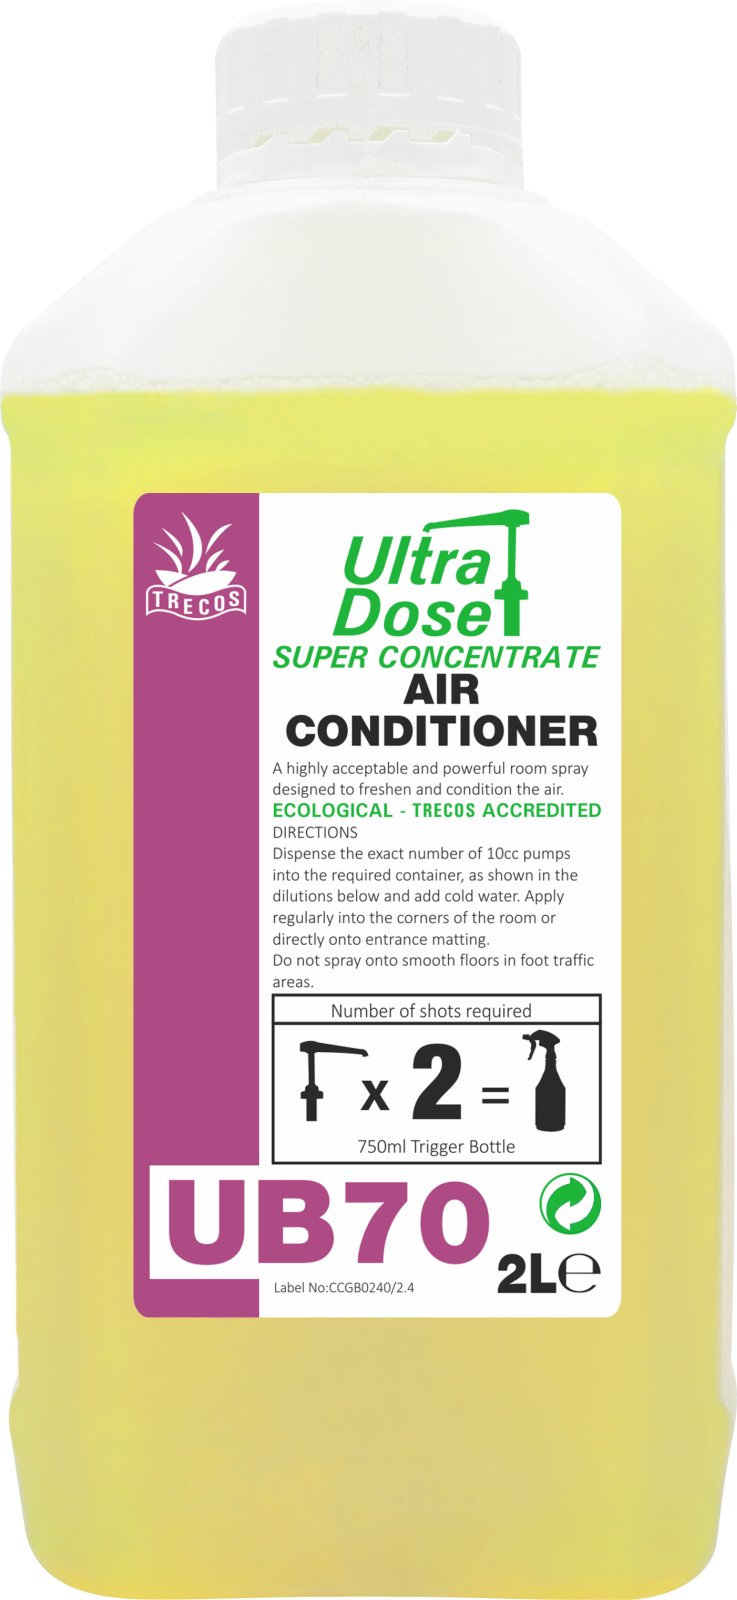 TRECOS
Ultra
Dose
SUPER CONCENTRATE
AIR
CONDITIONER
A highly acceptable and powerful room spray
designed to freshen and condition the air.
ECOLOGICAL - TRECOS ACCREDITED
DIRECTIONS
Dispense the exact number of 10cc pumps
into the required container, as shown in the
dilutions below and add cold water. Apply
regularly into the corners of the room or
directly onto entrance matting.
Do not spray onto smooth floors in foot traffic
areas.
Number of shots required
x 2 =
750ml Trigger Bottle
UB70
2L℮
Label No:CCGB0240/2.4